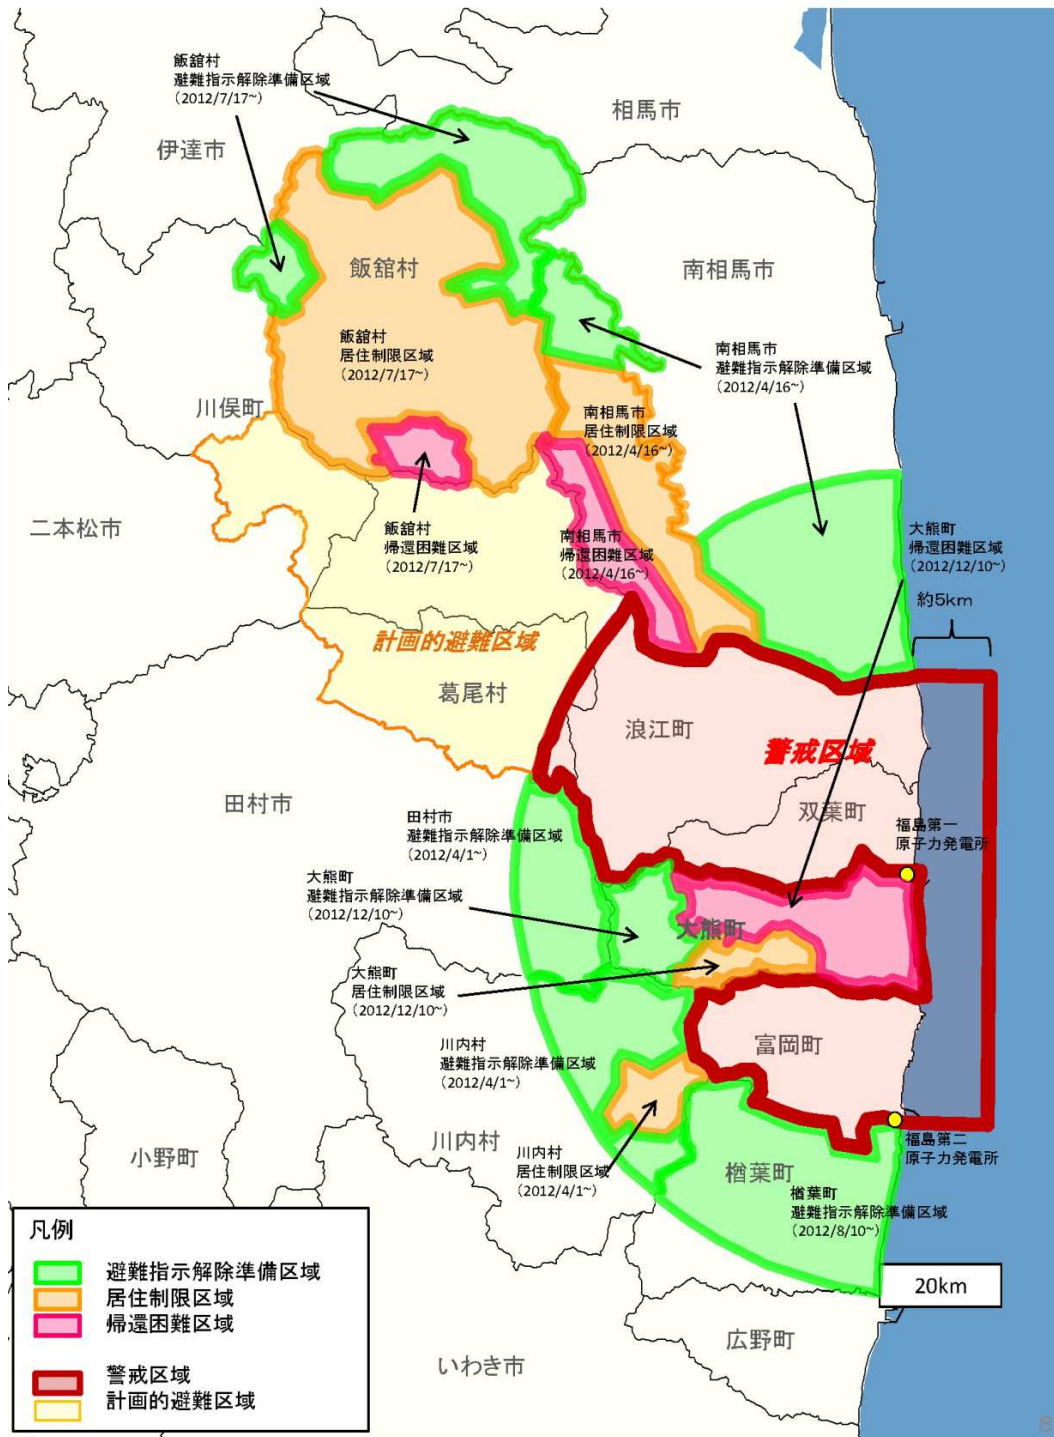 飯舘村
避難指示解除準備区域
(2012/7/17~)
相馬市
伊達市
飯舘村
南相馬市
飯舘村
居住制限区域
(2012/7/17~)
南相馬市
避難指示解除準備区域
(2012/4/16~)
川俣町
南相馬市
居住制限区域
(2012/4/16~)
二本松市
飯舘村
帰還困難区域
(2012/7/17~)
南相馬市
帰還困難区域
(2012/4/16~)
大熊町
帰還困難区域
(2012/12/10~)
約5km
計画的避難区域
葛尾村
浪江町
警戒区域
田村市
双葉町
田村市
避難指示解除準備区域
(2012/4/1~)
福島第一
原子力発電所
大熊町
避難指示解除準備区域
(2012/12/10~)
大熊町
大熊町
居住制限区域
(2012/12/10~)
富岡町
川内村
避難指示解除準備区域
(2012/4/1~)
川内村
小野町
川内村
居住制限区域
(2012/4/1~)
福島第二
原子力発電所
楢葉町
楢葉町
避難指示解除準備区域
(2012/8/10~)
凡例
避難指示解除準備区域
居住制限区域
帰還困難区域
警戒区域
計画的避難区域
20km
広野町
いわき市
8